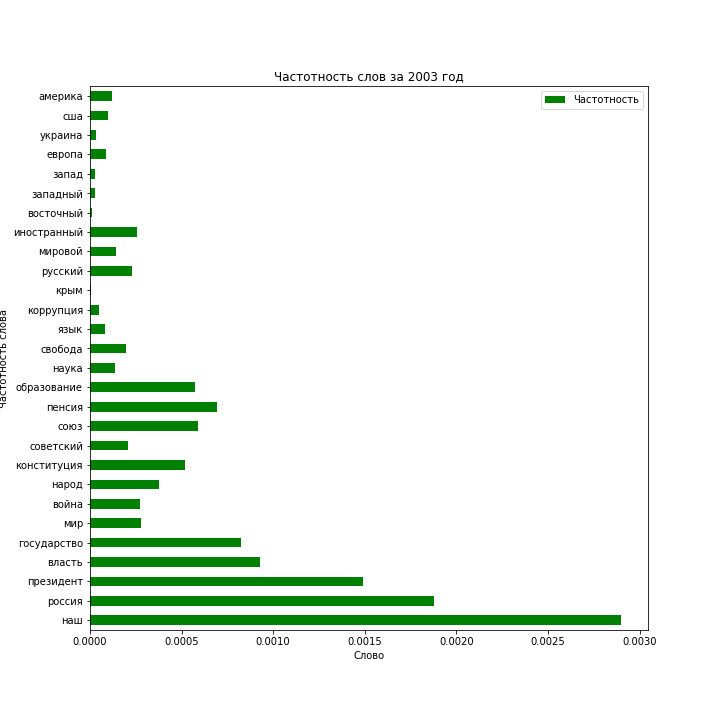 Частотность слов за 2003 год
Частотность
америка
сша
украина
европа
запад
западный
восточный
иностранный
мировой
русский
крым
коррупция
язык
свобода
наука
образование
пенсия
союз
советский
конституция
народ
война
мир
государство
власть
президент
россия
наш
Частотность слова
0.0000 0.0005 0.0010 0.0015 0.0020 0.0025 0.0030
Слово